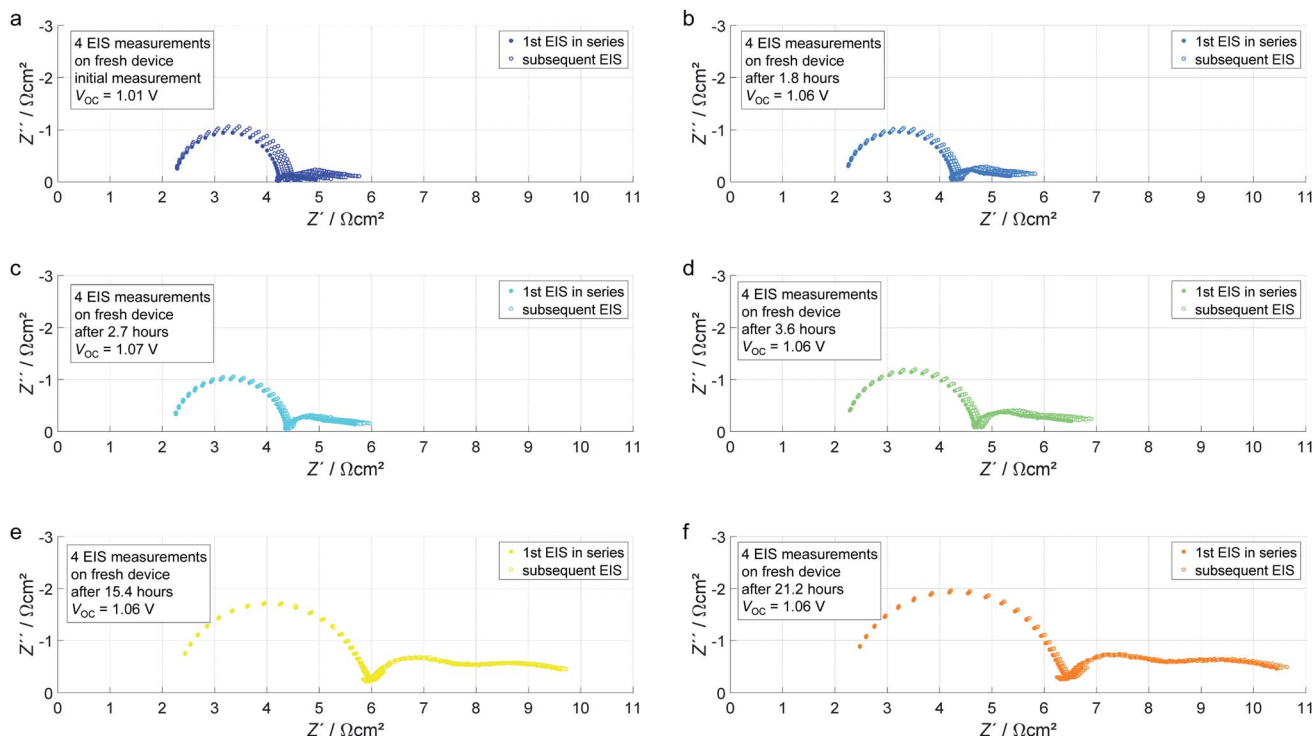 a
-3
-2
-1
0
Z´´ / Ωcm²
4 EIS measurements
on fresh device
initial measurement
VOC = 1.01 V
1st EIS in series
subsequent EIS
0 1 2 3 4 5 6 7 8 9 10 11
Z´ / Ωcm²
b
-3
-2
-1
0
Z´´ / Ωcm²
4 EIS measurements
on fresh device
after 1.8 hours
VOC = 1.06 V
1st EIS in series
subsequent EIS
0 1 2 3 4 5 6 7 8 9 10 11
Z´ / Ωcm²
c
-3
-2
-1
0
Z´´ / Ωcm²
4 EIS measurements
on fresh device
after 2.7 hours
VOC = 1.07 V
1st EIS in series
subsequent EIS
0 1 2 3 4 5 6 7 8 9 10 11
Z´ / Ωcm²
d
-3
-2
-1
0
Z´´ / Ωcm²
4 EIS measurements
on fresh device
after 3.6 hours
VOC = 1.06 V
1st EIS in series
subsequent EIS
0 1 2 3 4 5 6 7 8 9 10 11
Z´ / Ωcm²
e
-3
-2
-1
0
Z´´ / Ωcm²
4 EIS measurements
on fresh device
after 15.4 hours
VOC = 1.06 V
1st EIS in series
subsequent EIS
0 1 2 3 4 5 6 7 8 9 10 11
Z´ / Ωcm²
f
-3
-2
-1
0
Z´´ / Ωcm²
4 EIS measurements
on fresh device
after 21.2 hours
VOC = 1.06 V
1st EIS in series
subsequent EIS
0 1 2 3 4 5 6 7 8 9 10 11
Z´ / Ωcm²